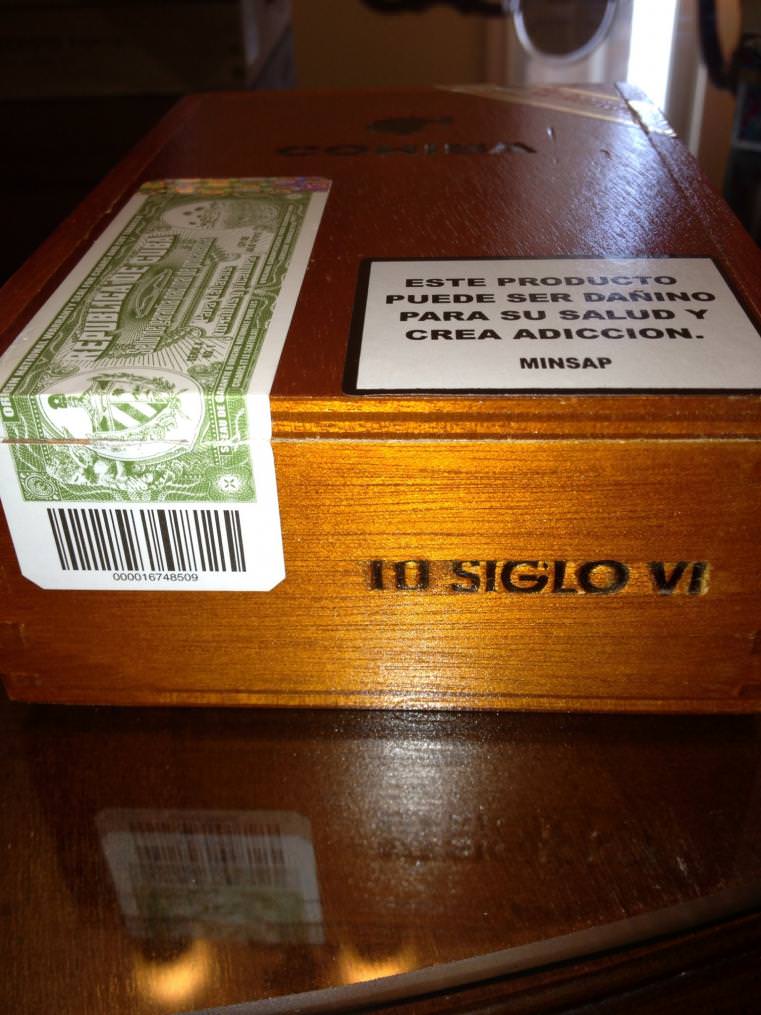 COHIBA
REPUBLICA DE CUBA
ESTE PRODUCTO
PUEDE SER DAÑINO
PARA SU SALUD Y
CREA ADICCION.
MINSAP
000016748509
10 SIGLO VI